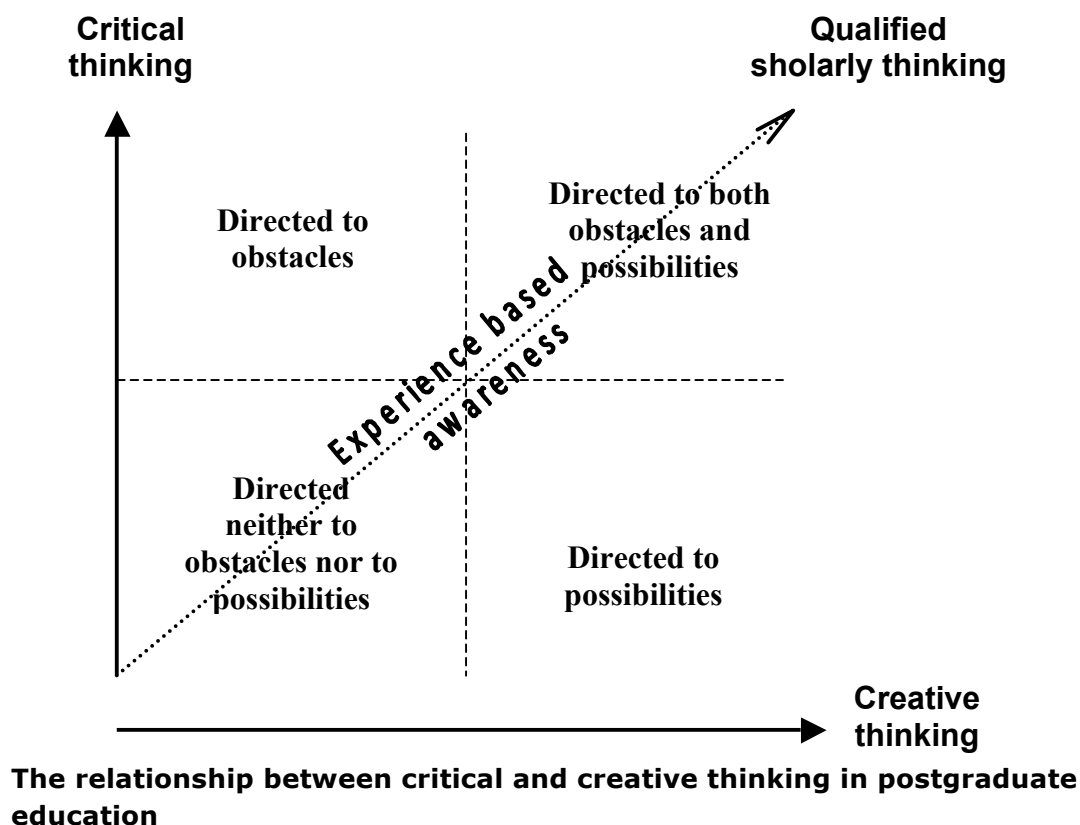 Critical
thinking
Qualified
sholarly thinking
Directed to
obstacles
Directed to both
obstacles and
possibilities
Experience based
awareness
Directed
neither to
obstacles nor to
possibilities
Directed to
possibilities
Creative
thinking
The relationship between critical and creative thinking in postgraduate
education